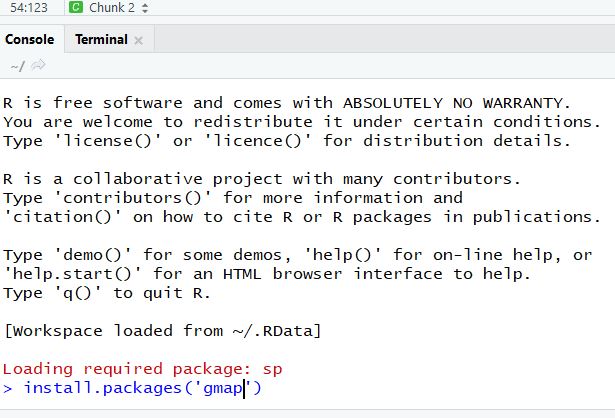 54:123 C Chunk 2
Console Terminal
~/
R is free software and comes with ABSOLUTELY NO WARRANTY.
You are welcome to redistribute it under certain conditions.
Type 'license()' or 'licence()' for distribution details.
R is a collaborative project with many contributors.
Type 'contributors()' for more information and
'citation()' on how to cite R or R packages in publications.
Type 'demo()' for some demos, 'help()' for on-line help, or
'help.start()' for an HTML browser interface to help.
Type 'q()' to quit R.
[Workspace loaded from ~/.RData]
Loading required package: sp
> install.packages('gmap')